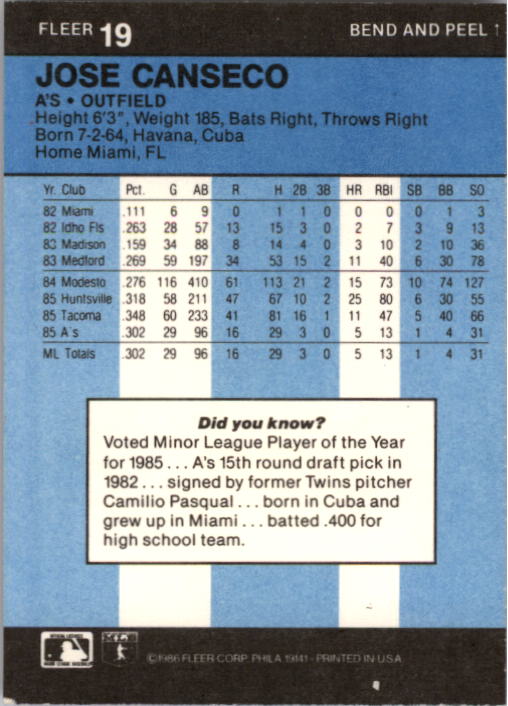 FLEER 19 BEND AND PEEL ↑
JOSE CANSECO
A'S • OUTFIELD
Height 6'3", Weight 185, Bats Right, Throws Right
Born 7-2-64, Havana, Cuba
Home Miami, FL
Yr. Club Pct. G AB R H 2B 3B HR RBI SB BB SO
82 Miami .111 6 9 0 1 1 0 0 0 0 1 3
82 Idho Fls .263 28 57 13 15 3 0 2 7 3 9 13
83 Madison .159 34 88 8 14 4 0 3 10 2 10 36
83 Medford .269 59 197 34 53 15 2 11 40 6 30 78
84 Modesto .276 116 410 61 113 21 2 15 73 10 74 127
85 Huntsville .318 58 211 47 67 10 2 25 80 6 30 55
85 Tacoma .348 60 233 41 81 16 1 11 47 5 40 66
85 A's .302 29 96 16 29 3 0 5 13 1 4 31
ML Totals .302 29 96 16 29 3 0 5 13 1 4 31
Did you know?
Voted Minor League Player of the Year
for 1985 . . . A's 15th round draft pick in
1982 . . . signed by former Twins pitcher
Camilio Pasqual . . . born in Cuba and
grew up in Miami . . . batted .400 for
high school team.
©1986 FLEER CORP. PHILA 19141 - PRINTED IN U.S.A.